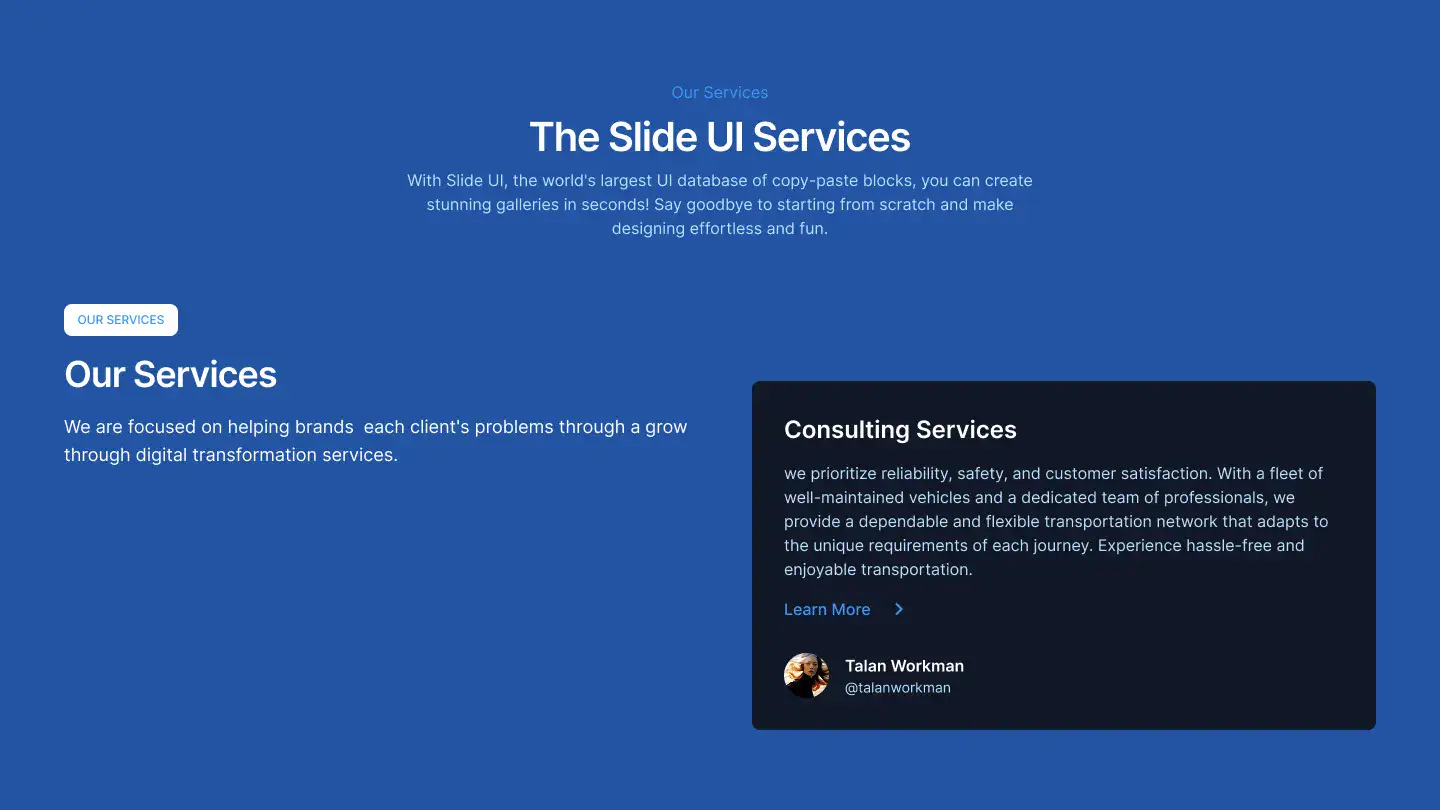 Our Services
The Slide UI Services
With Slide UI, the world's largest UI database of copy-paste blocks, you can create
stunning galleries in seconds! Say goodbye to starting from scratch and make
designing effortless and fun.
OUR SERVICES
Our Services
We are focused on helping brands  each client's problems through a grow
through digital transformation services.
Consulting Services
we prioritize reliability, safety, and customer satisfaction. With a fleet of
well-maintained vehicles and a dedicated team of professionals, we
provide a dependable and flexible transportation network that adapts to
the unique requirements of each journey. Experience hassle-free and
enjoyable transportation.
Learn More
Talan Workman
@talanworkman